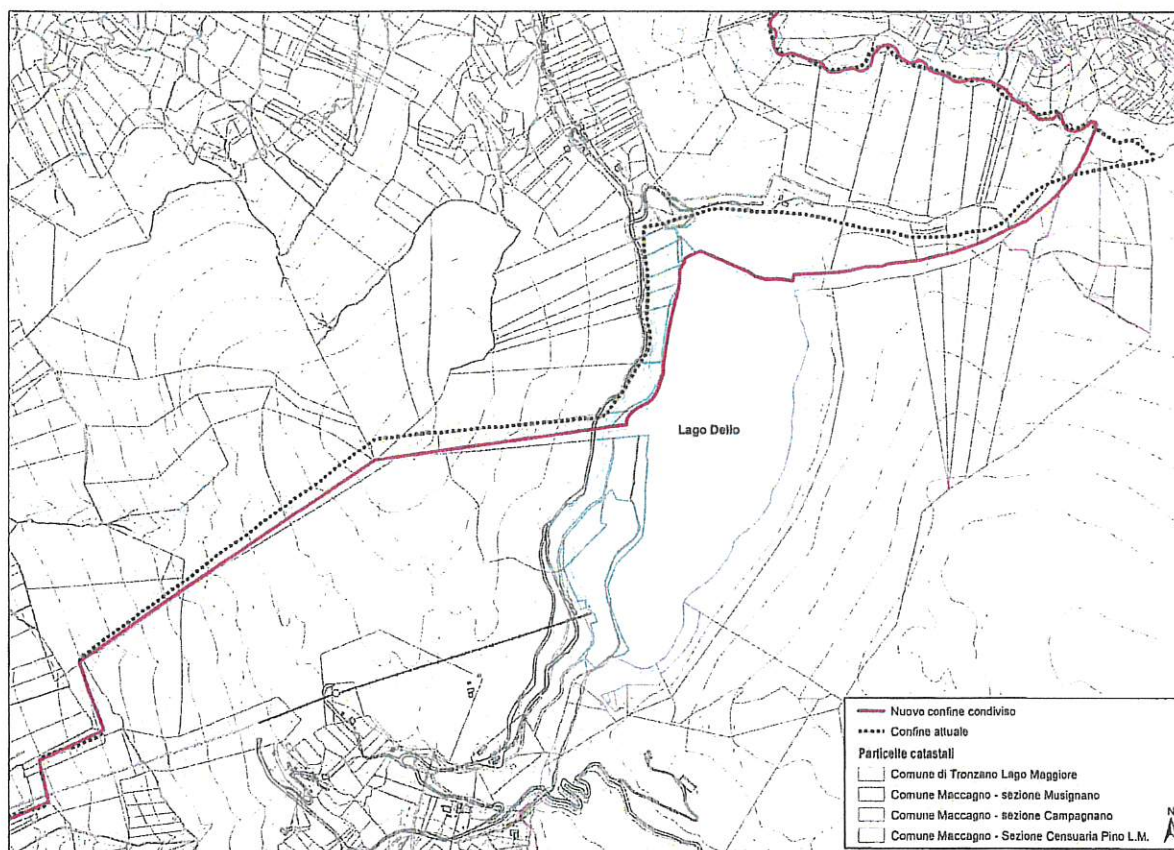 Lago Dello
Nuovo confine condiviso
Confine attuale
Particelle catastali
Comune di Tronzano Lago Maggiore
Comune Maccagno - sezione Musignano
Comune Maccagno - sezione Campagnano
Comune Maccagno - Sezione Censuaria Pino L.M.
N